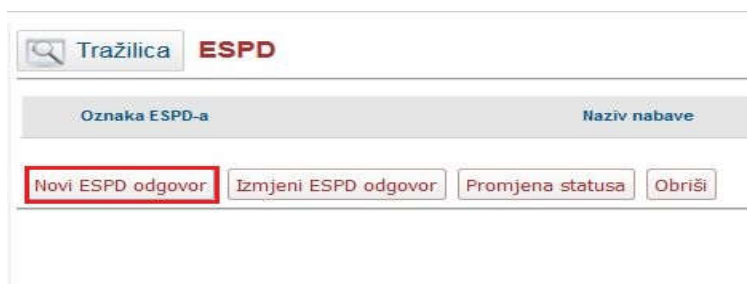 Tražilica ESPD
Oznaka ESPD-a Naziv nabave
Novi ESPD odgovor Izmjeni ESPD odgovor Promjena statusa Obriši